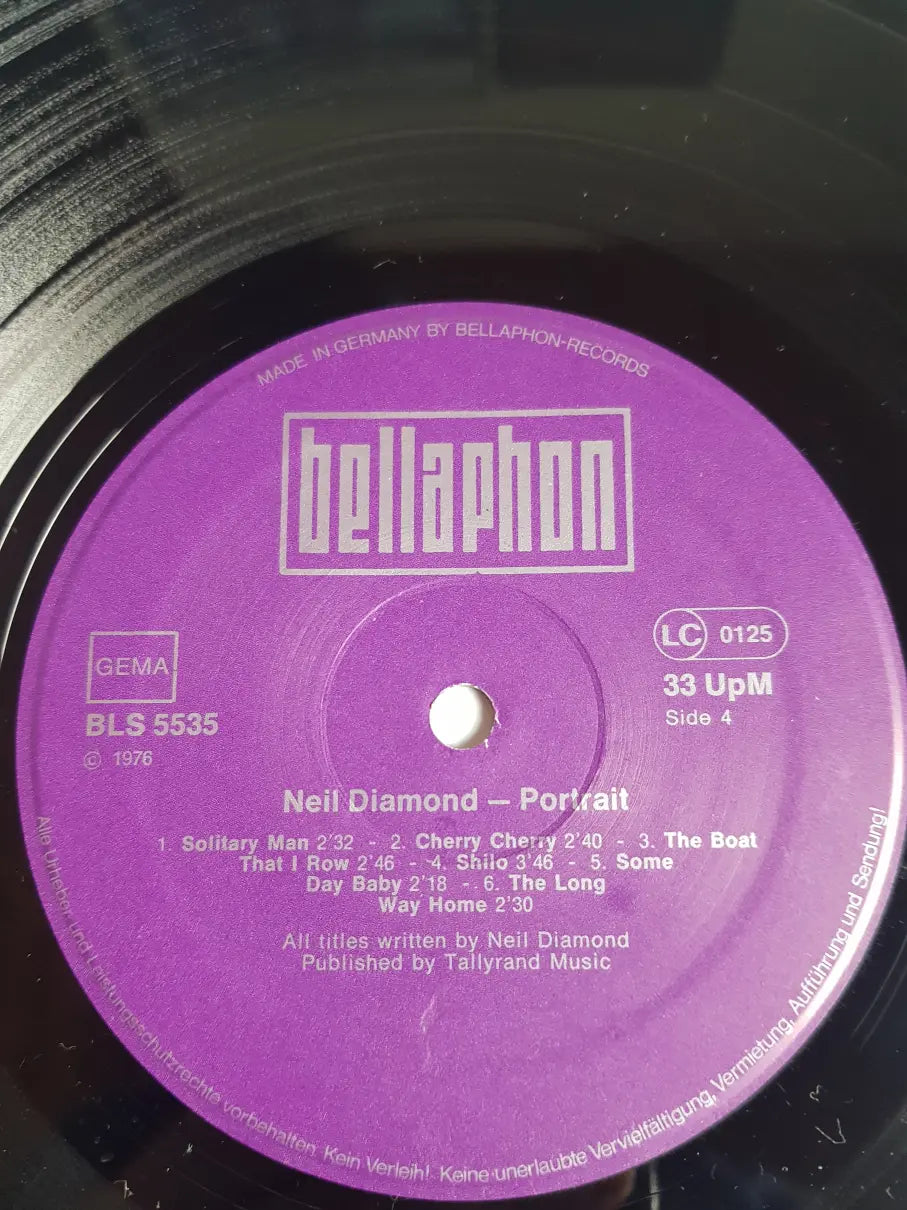 MADE IN GERMANY BY BELLAPHON-RECORDS
bellaphon
GEMA
BLS 5535
© 1976
LC 0125
33 UpM
Side 4
Neil Diamond – Portrait
1. Solitary Man 2'32 - 2. Cherry Cherry 2'40 - 3. The Boat
That I Row 2'46 - 4. Shilo 3'46 - 5. Some
Day Baby 2'18 - 6. The Long
Way Home 2'30
All titles written by Neil Diamond
Published by Tallyrand Music
Alle Urheber- und Leistungsschutzrechte vorbehalten. Kein Verleih! Keine unerlaubte Vervielfältigung, Vermietung, Aufführung und Sendung!